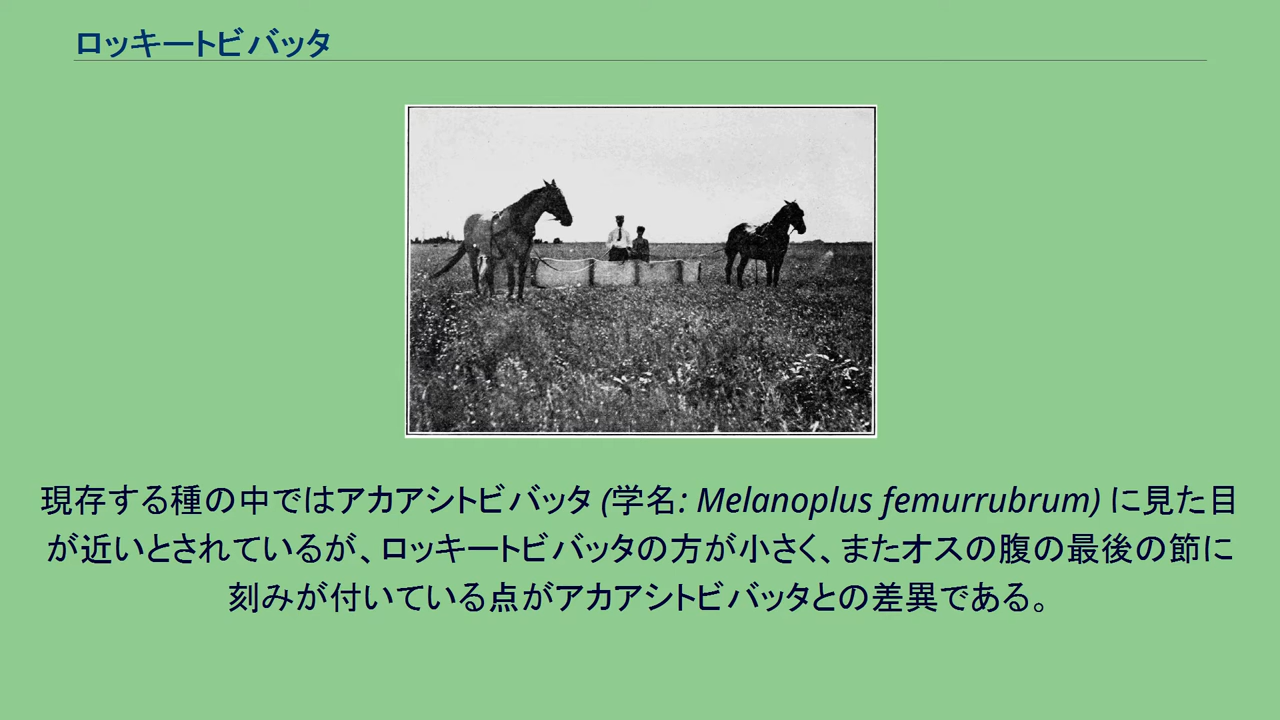 ロッキートビバッタ
現存する種の中ではアカアシトビバッタ (学名: Melanoplus femurrubrum) に見た目
が近いとされているが、ロッキートビバッタの方が小さく、またオスの腹の最後の節に
刻みが付いている点がアカアシトビバッタとの差異である。